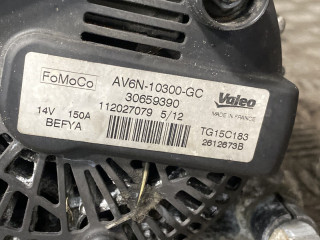 FoMoCo
AV6N-10300-GC
30659390
Valeo
MADE IN FRANCE
14V 150A
112027079 5/12
BEFYA
TG15C183
2612673B